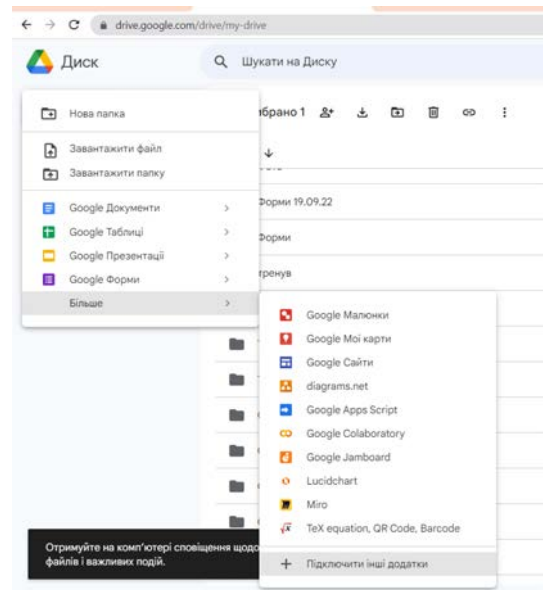 drive.google.com/drive/my-drive
Диск
Шукати на Диску
Нова папка
ибрано 1
Завантажити файл
Завантажити папку
Google Документи
Форми 19.09.22
Google Таблиці
Google Презентації
Форми
Google Форми
тренув
Більше
Google Малюнки
Google Мої карти
Google Сайти
diagrams.net
Google Apps Script
Google Colaboratory
Google Jamboard
Lucidchart
Miro
TeX equation, QR Code, Barcode
Отримуйте на комп'ютері сповіщення щодо
файлів і важливих подій.
Підключити інші додатки